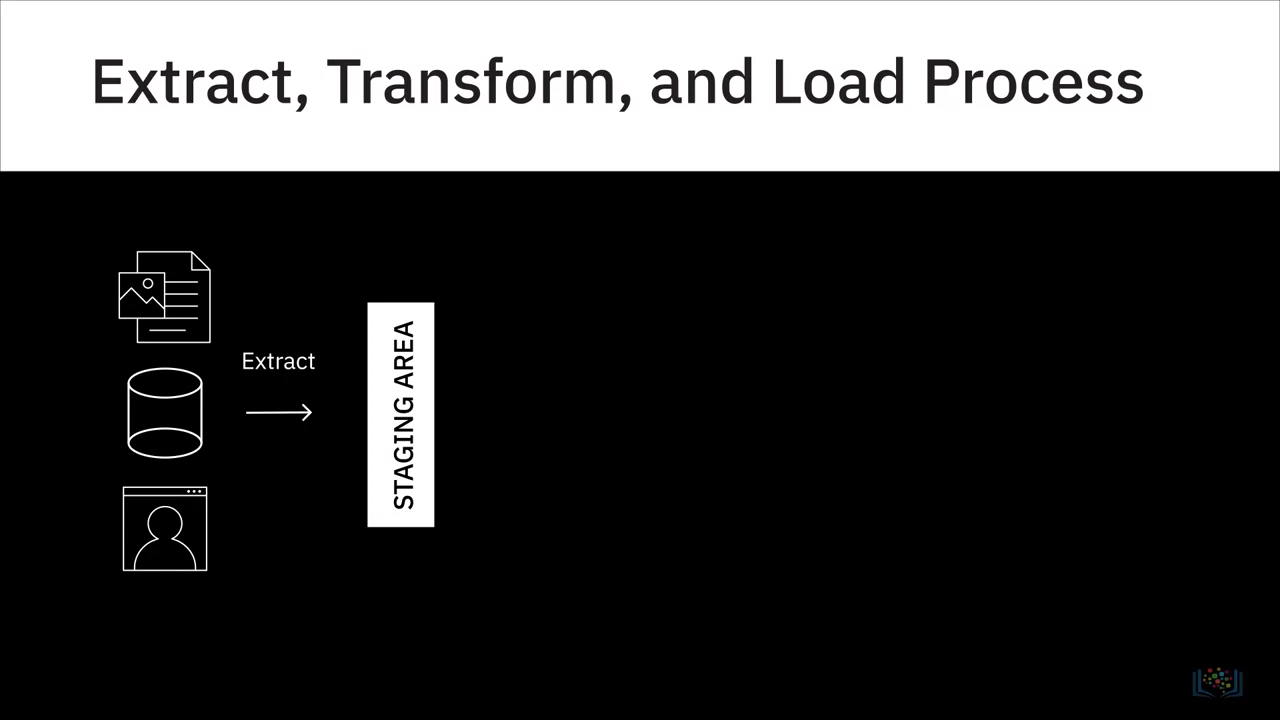 Extract, Transform, and Load Process
Extract
STAGING AREA